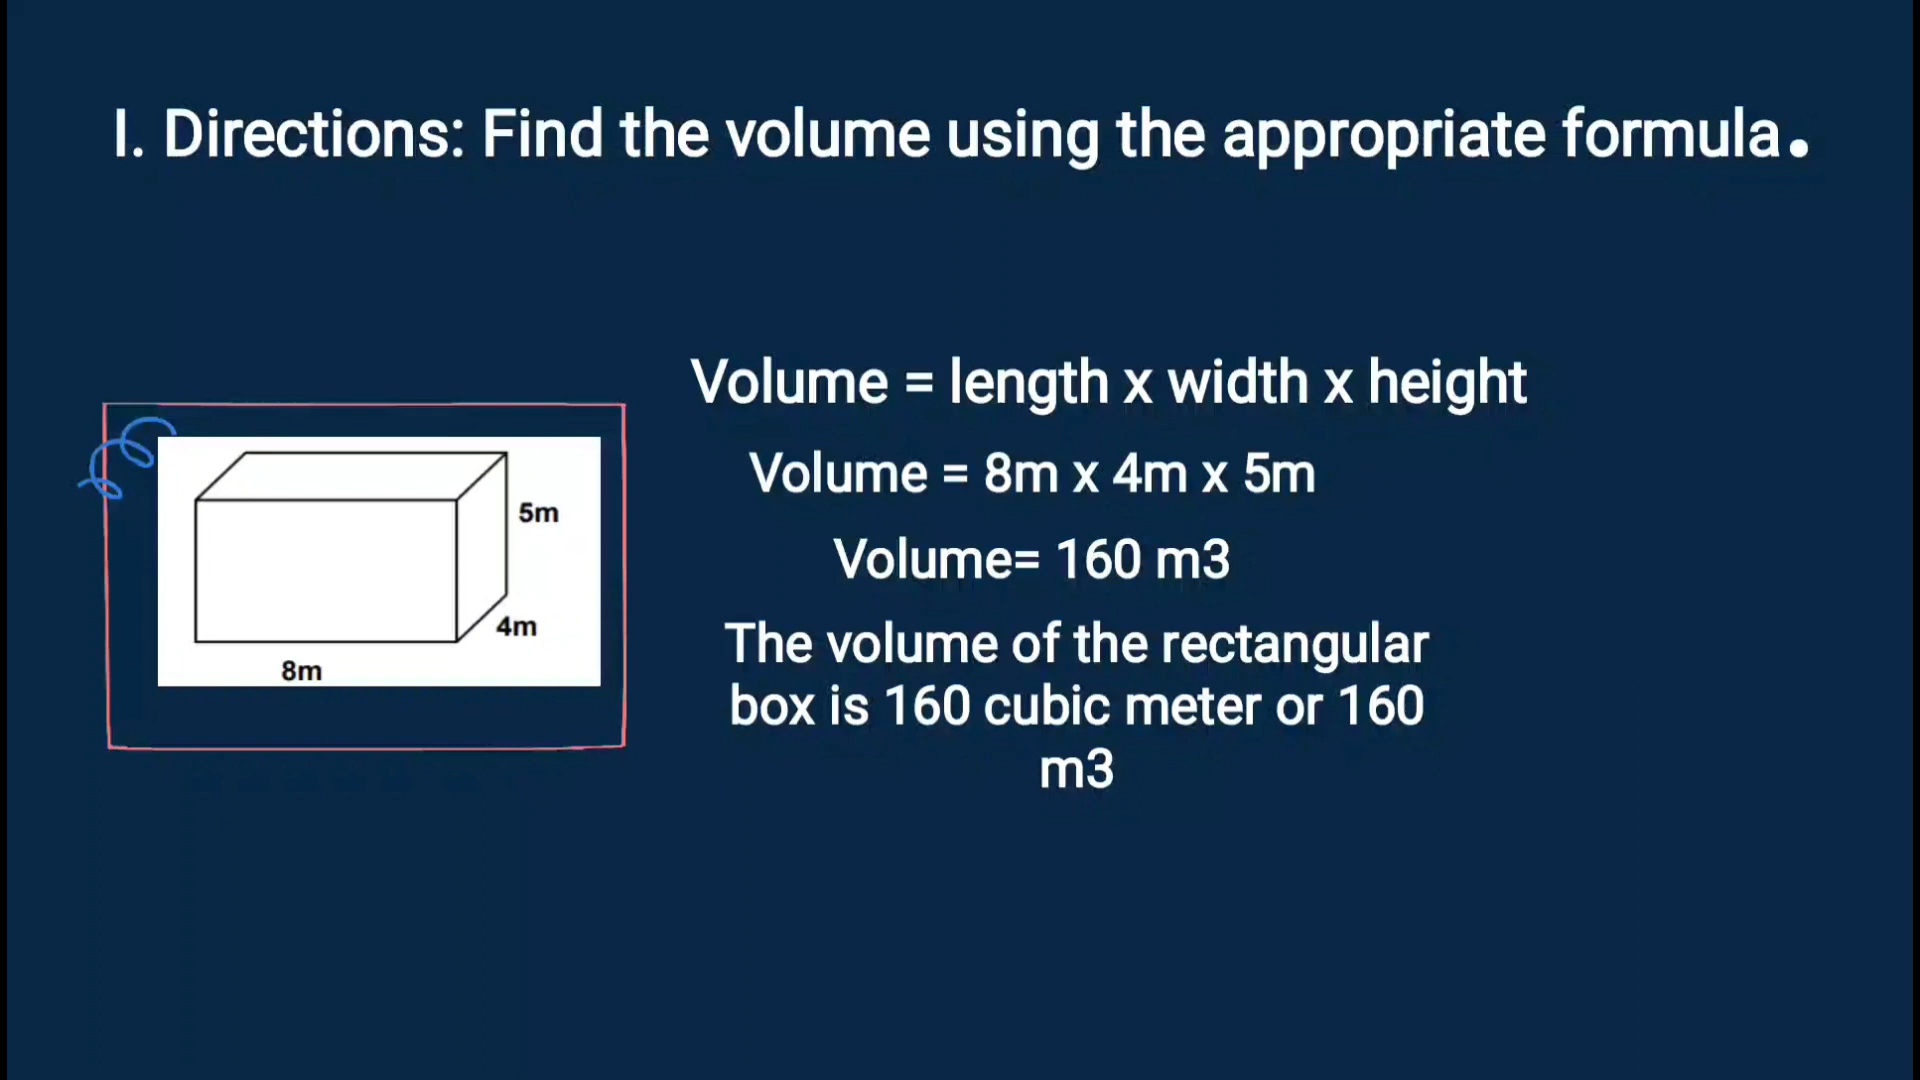 I. Directions: Find the volume using the appropriate formula.
Volume = length x width x height
Volume = 8m x 4m x 5m
Volume= 160 m3
The volume of the rectangular
box is 160 cubic meter or 160
m3
5m
4m
8m